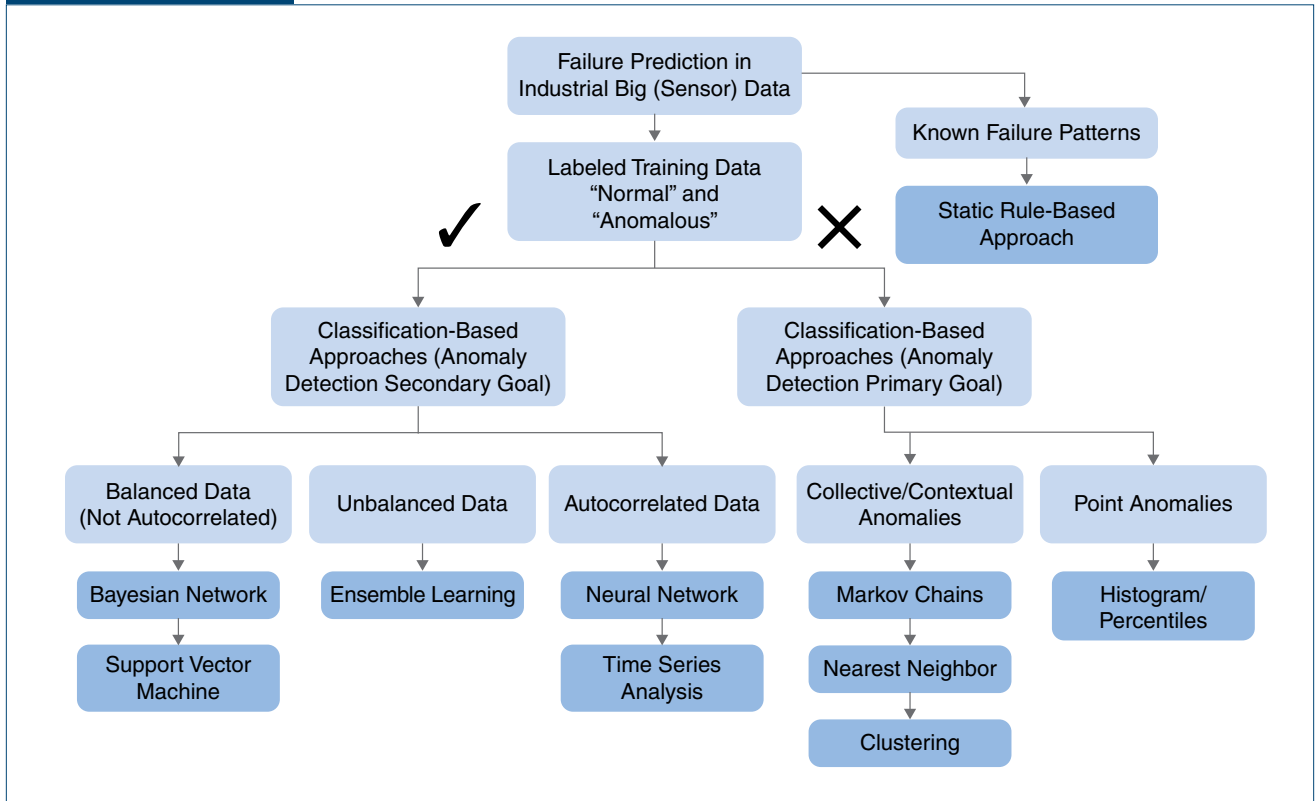 Failure Prediction in
Industrial Big (Sensor) Data
Known Failure Patterns
Labeled Training Data
“Normal” and
“Anomalous”
Static Rule-Based
Approach
Classification-Based
Approaches (Anomaly
Detection Secondary Goal)
Classification-Based
Approaches (Anomaly
Detection Primary Goal)
Balanced Data
(Not Autocorrelated)
Unbalanced Data
Autocorrelated Data
Collective/Contextual
Anomalies
Point Anomalies
Bayesian Network
Ensemble Learning
Neural Network
Markov Chains
Histogram/
Percentiles
Support Vector
Machine
Time Series
Analysis
Nearest Neighbor
Clustering